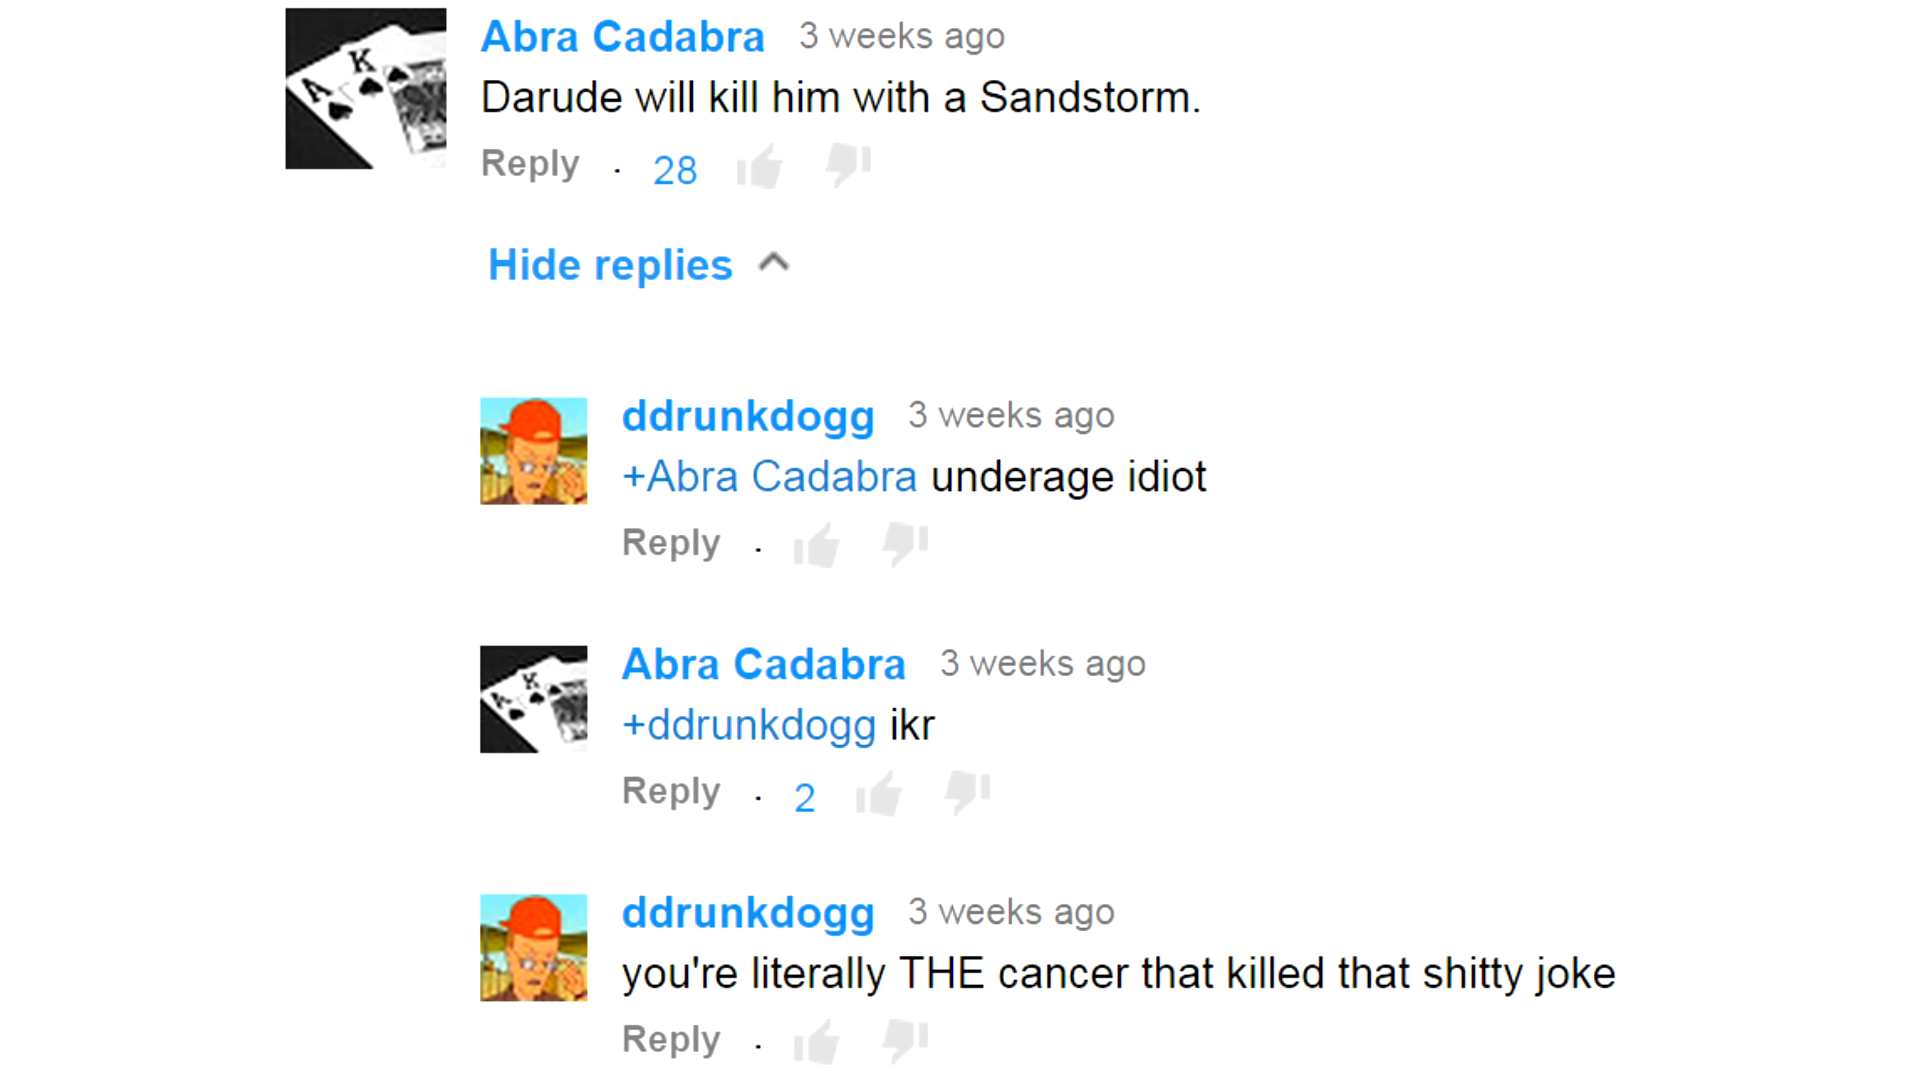 Abra Cadabra 3 weeks ago
Darude will kill him with a Sandstorm.
Reply . 28
Hide replies
ddrunkdogg 3 weeks ago
+Abra Cadabra underage idiot
Reply .
Abra Cadabra 3 weeks ago
+ddrunkdogg ikr
Reply . 2
ddrunkdogg 3 weeks ago
you're literally THE cancer that killed that shitty joke
Reply .
A K
A K